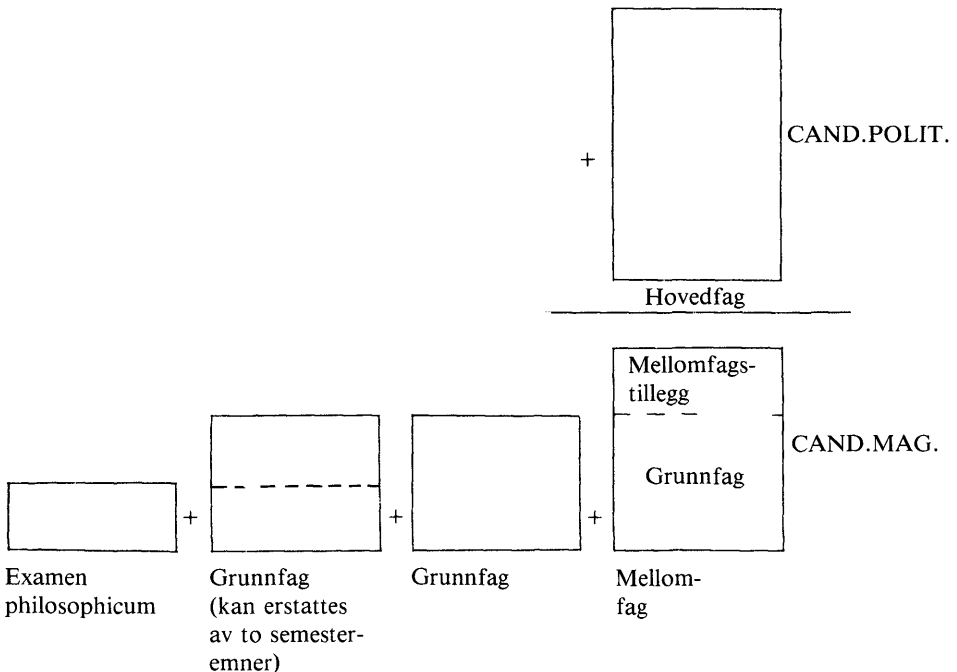 +
CAND.POLIT.
Hovedfag
Mellomfags-
tillegg
Grunnfag
CAND.MAG.
+
+
+
Examen
philosophicum
Grunnfag
(kan erstattes
av to semester-
emner)
Grunnfag
Mellom-
fag